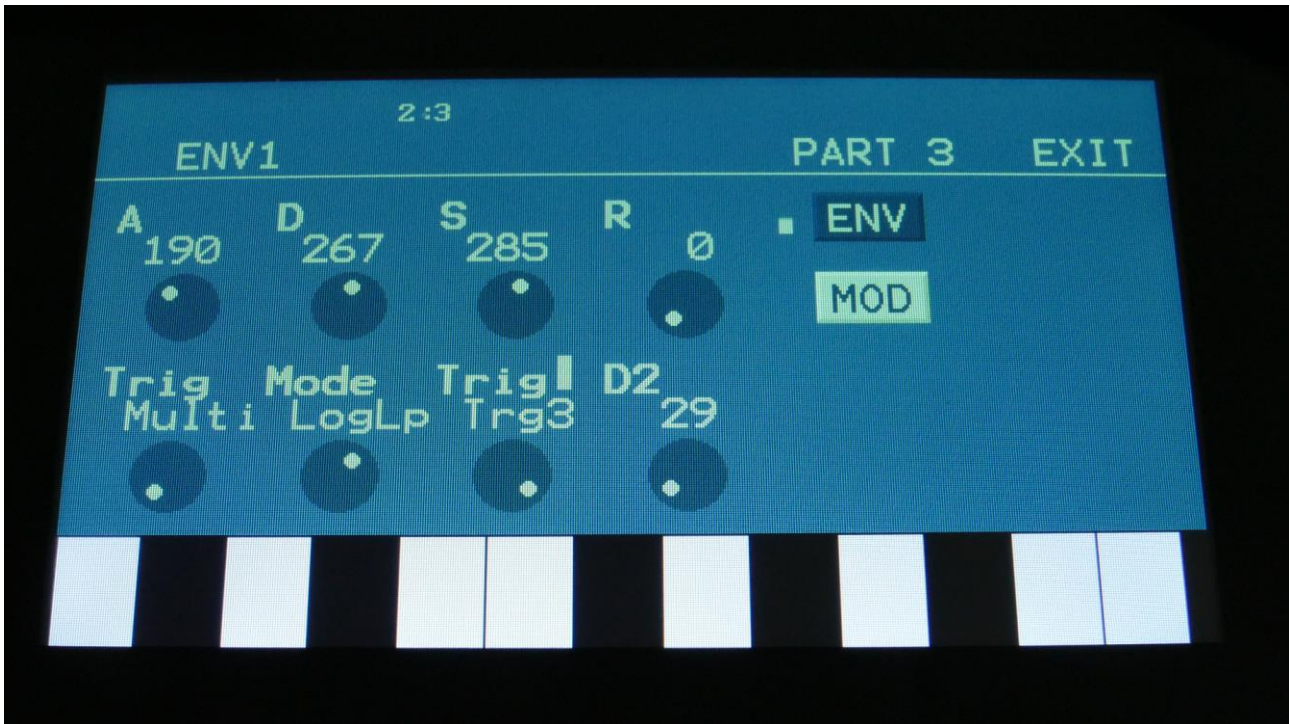 2:3
ENV1 PART 3 EXIT
A D S R ENV
190 267 285 0
MOD
Trig Mode Trig D2
Multi LogLp Trg3 29